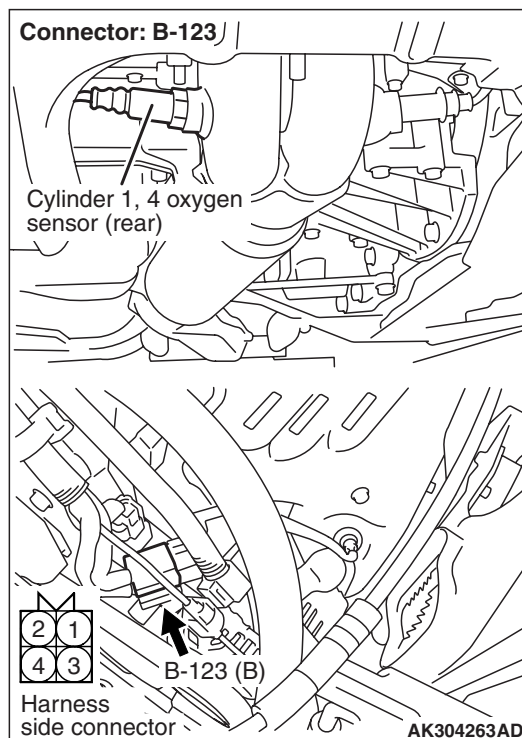 Connector: B-123
Cylinder 1, 4 oxygen
sensor (rear)
2 1
4 3
B-123 (B)
Harness
side connector
AK304263AD